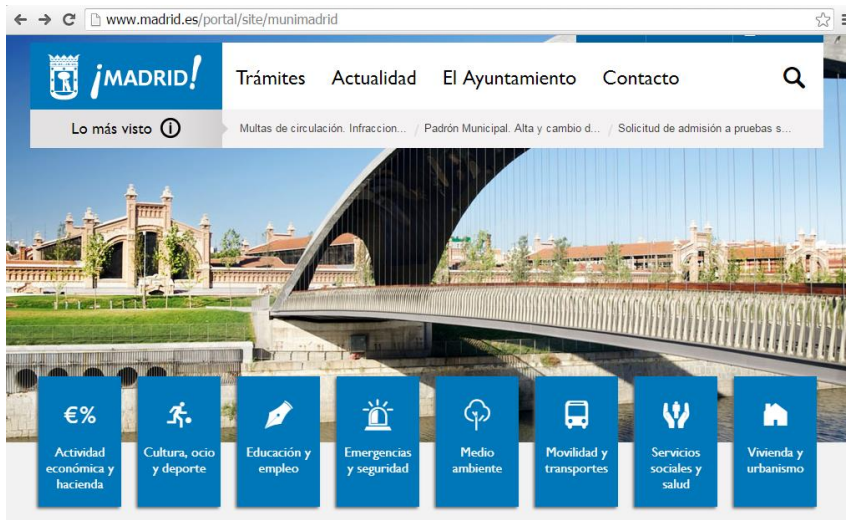 www.madrid.es/portal/site/munimadrid
¡MADRID!
Trámites Actualidad El Ayuntamiento Contacto
Lo más visto
Multas de circulación. Infraccion... / Padrón Municipal. Alta y cambio d... / Solicitud de admisión a pruebas s...
€%
Actividad
económica y
hacienda
Cultura, ocio
y deporte
Educación y
empleo
Emergencias
y seguridad
Medio
ambiente
Movilidad y
transportes
Servicios
sociales y
salud
Vivienda y
urbanismo